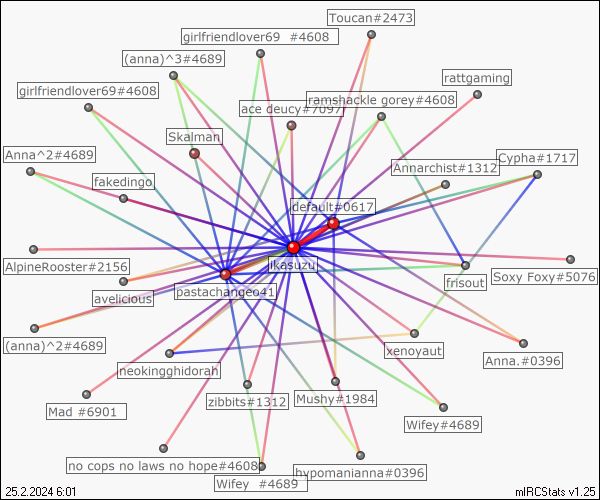 Toucan#2473
girlfriendlover69 #4608
(anna)^3#4689
rattgaming
girlfriendlover69#4608
ramshackle gorey#4608
ace deucy#7097
Skalman
Anna^2#4689
Cypha#1717
Annarchist#1312
fakedingo
default#0617
ikasuzu
AlpineRooster#2156
Soxy Foxy#5076
frisout
pastachangeo41
avelicious
(anna)^2#4689
xenoyaut
Anna.#0396
neokingghidorah
Mushy#1984
zibbits#1312
Mad #6901
Wifey#4689
no cops no laws no hope#4608
hypomanianna#0396
Wifey #4689
25.2.2024 6:01
mIRCStats v1.25